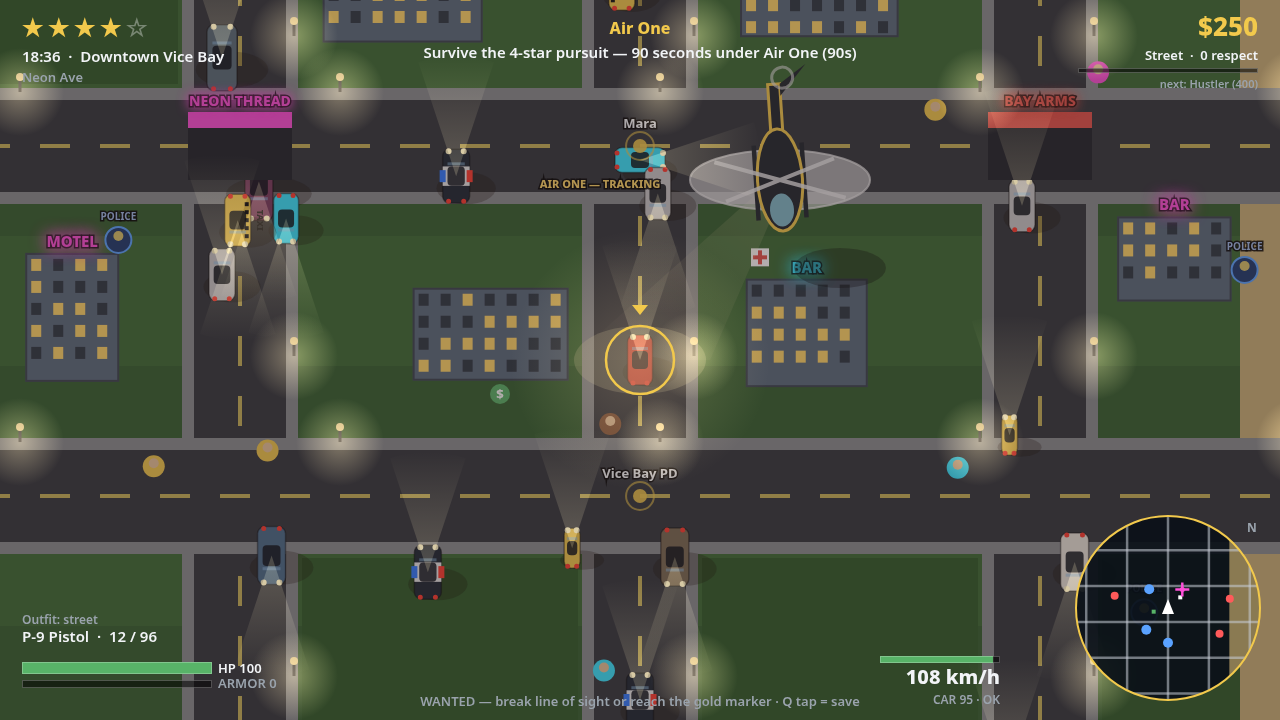 ★★★★☆
18:36 · Downtown Vice Bay
Neon Ave
Air One
Survive the 4-star pursuit — 90 seconds under Air One (90s)
$250
Street · 0 respect
next: Hustler (400)
NEON THREAD
BAY ARMS
Mara
AIR ONE — TRACKING
POLICE
MOTEL
BAR
BAR
POLICE
$
Vice Bay PD
N
Outfit: street
P-9 Pistol · 12 / 96
HP 100
ARMOR 0
108 km/h
CAR 95 · OK
WANTED — break line of sight or reach the gold marker · Q tap = save